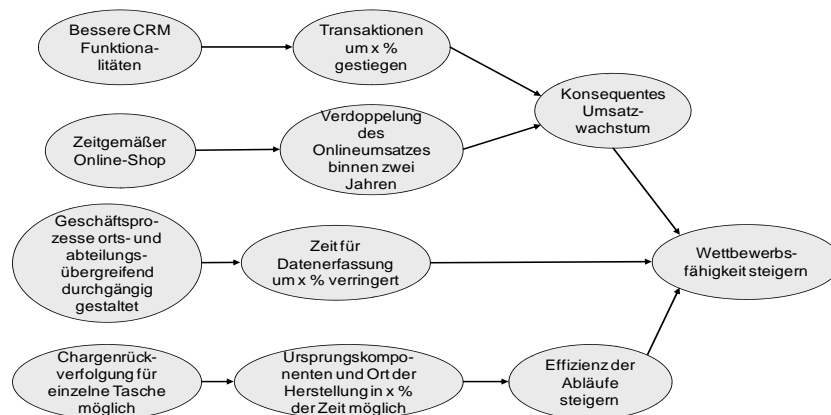 Bessere CRM
Funktiona-
litäten
Transaktionen
um x %
gestiegen
Konsequentes
Umsatz-
wachstum
Zeitgemäßer
Online-Shop
Verdoppelung
des
Onlineumsatzes
binnen zwei
Jahren
Geschäftspro-
zesse orts- und
abteilungs-
übergreifend
durchgängig
gestaltet
Zeit für
Datenerfassung
um x % verringert
Wettbewerbs-
fähigkeit steigern
Chargenrück-
verfolgung für
einzelne Tasche
möglich
Ursprungskompo-
nenten und Ort der
Herstellung in x %
der Zeit möglich
Effizienz der
Abläufe
steigern